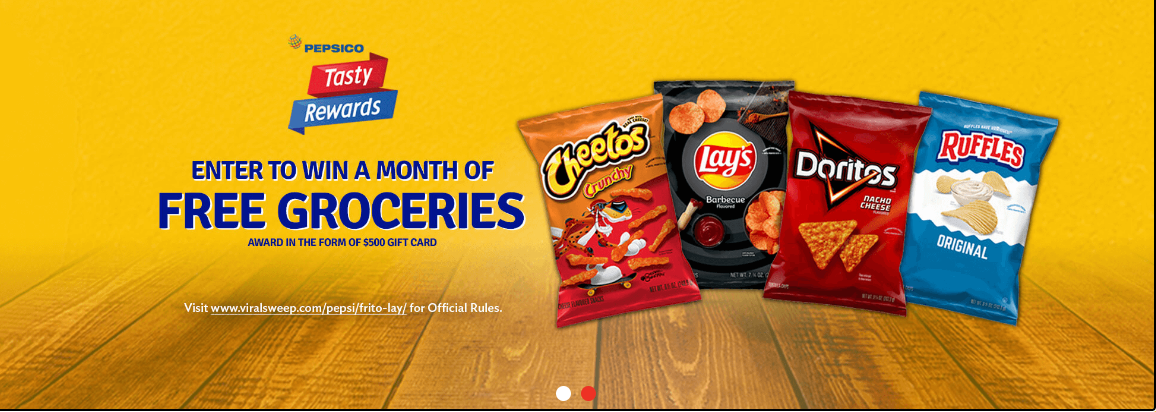 PEPSICO
Tasty
Rewards
ENTER TO WIN A MONTH OF
FREE GROCERIES
AWARD IN THE FORM OF $500 GIFT CARD
Visit www.viralsweep.com/pepsi/frito-lay/ for Official Rules.
Cheetos
Crunchy
Lay's
Barbecue
Flavored
Doritos
NACHO
CHEESE
RUFFLES
ORIGINAL